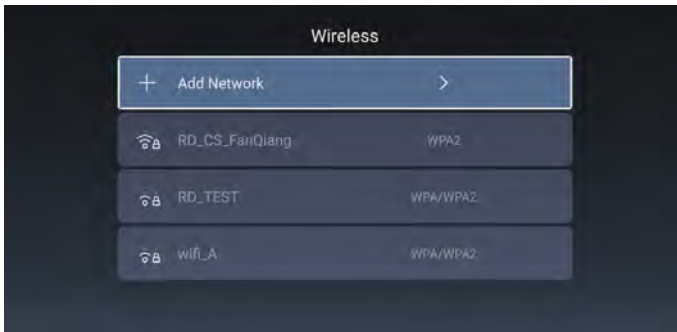 Wireless
Add Network
RD_CS_FanQiang WPA2
RD_TEST WPA/WPA2
wifi_A WPA/WPA2